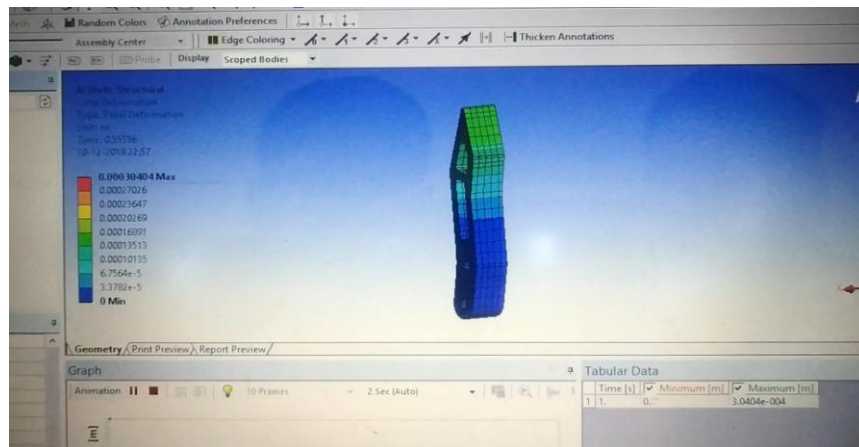 Mesh Random Colors Annotation Preferences
Assembly Center Edge Coloring Thicken Annotations
Probe Display Scoped Bodies
A: Static Structural
Total Deformation
Type: Total Deformation
Unit: m
Time: 0.55556
10-12-2019 22:57
0.00030404 Max
0.00027026
0.00023647
0.00020269
0.00016891
0.00013513
0.00010135
6.7564e-5
3.3782e-5
0 Min
Geometry Print Preview Report Preview
Graph
Animation 10 Frames 2 Sec (Auto)
[m]
Tabular Data
Time [s] Minimum [m] Maximum [m]
1 1. 0. 3.0404e-004